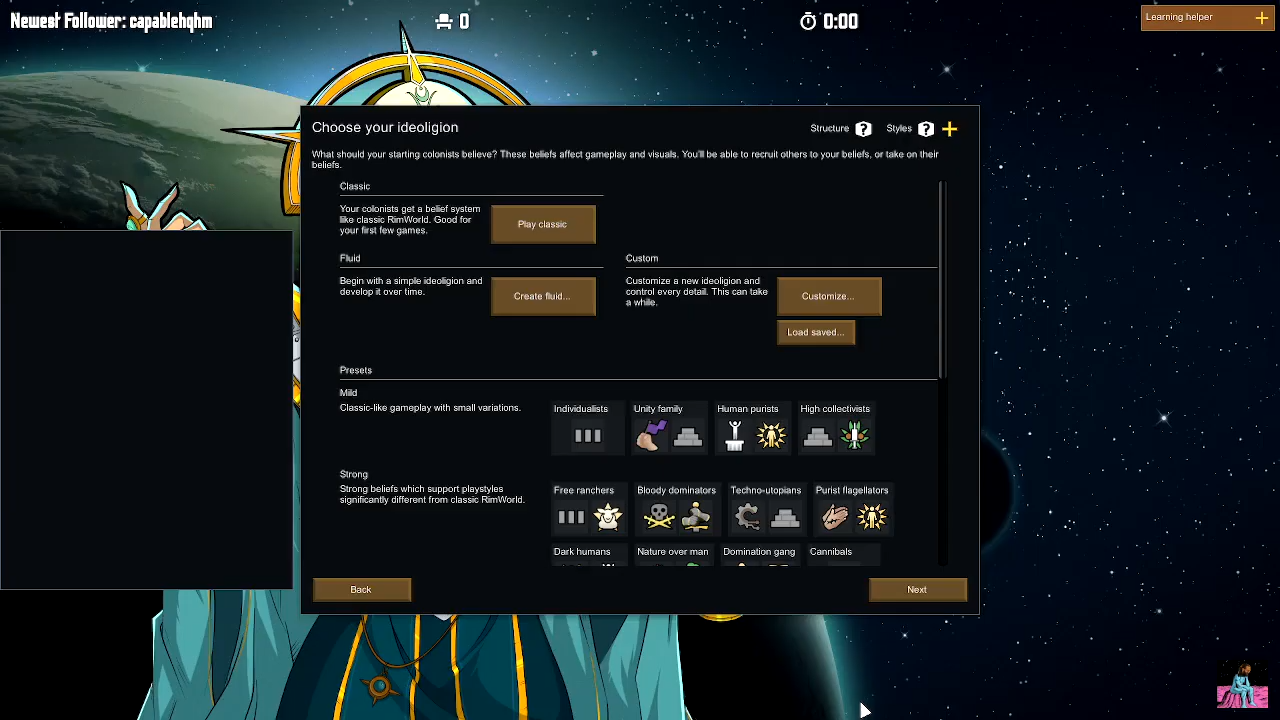 Newest Follower: capablehqhm
0
0:00
Learning helper
Choose your ideoligion
Structure ?
Styles ?
What should your starting colonists believe? These beliefs affect gameplay and visuals. You'll be able to recruit others to your beliefs, or take on their
beliefs.
Classic
Your colonists get a belief system
like classic RimWorld. Good for
your first few games.
Play classic
Fluid
Begin with a simple ideoligion and
develop it over time.
Create fluid...
Custom
Customize a new ideoligion and
control every detail. This can take
a while.
Customize...
Load saved...
Presets
Mild
Classic-like gameplay with small variations.
Individualists
Unity family
Human purists
High collectivists
Strong
Strong beliefs which support playstyles
significantly different from classic RimWorld.
Free ranchers
Bloody dominators
Techno-utopians
Purist flagellators
Dark humans
Nature over man
Domination gang
Cannibals
Back
Next